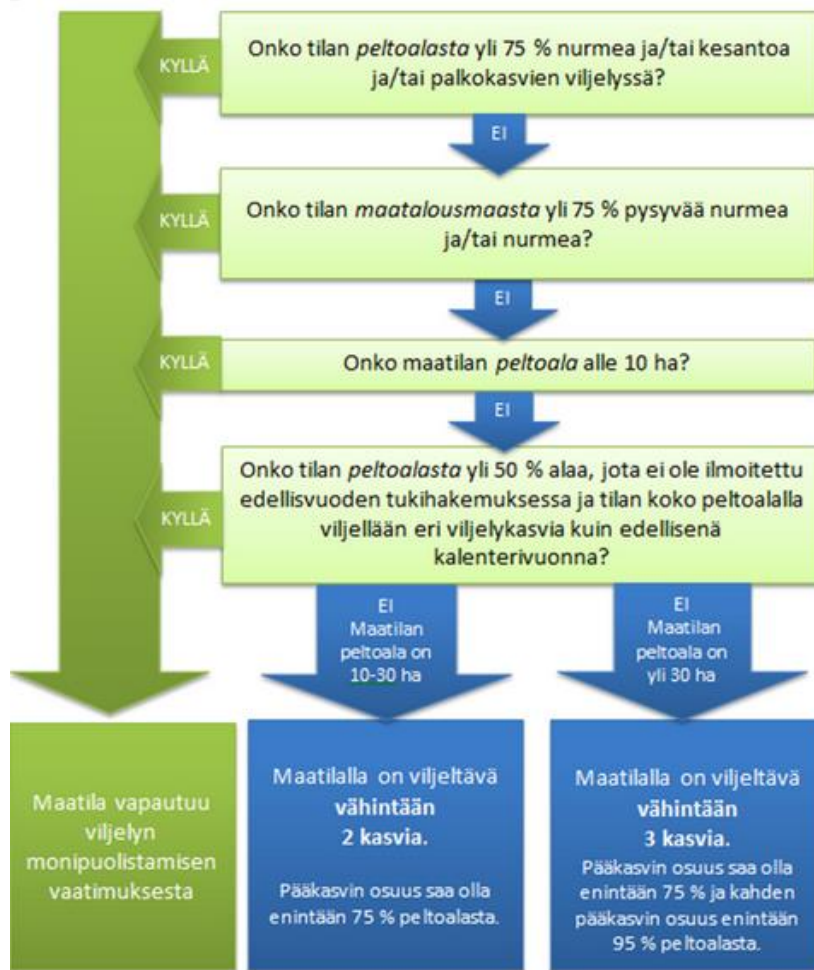 Onko tilan peltoalasta yli 75 % nurmea ja/tai kesantoa
ja/tai palkokasvien viljelyssä?
KYLLÄ
EI
Onko tilan maatalousmaasta yli 75 % pysyvää nurmea
ja/tai nurmea?
KYLLÄ
EI
Onko maatilan peltoala alle 10 ha?
KYLLÄ
EI
Onko tilan peltoalasta yli 50 % alaa, jota ei ole ilmoitettu
edellisvuoden tukihakemuksessa ja tilan koko peltoalalla
viljellään eri viljelykasvia kuin edellisenä
kalenterivuonna?
KYLLÄ
EI
Maatilan
peltoala on
10-30 ha
EI
Maatilan
peltoala on
yli 30 ha
Maatila vapautuu
viljelyn
monipuolistamisen
vaatimuksesta
Maatilalla on viljeltävä
vähintään
2 kasvia.
Pääkasvin osuus saa olla
enintään 75 % peltoalasta.
Maatilalla on viljeltävä
vähintään
3 kasvia.
Pääkasvin osuus saa olla
enintään 75 % ja kahden
pääkasvin osuus enintään
95 % peltoalasta.